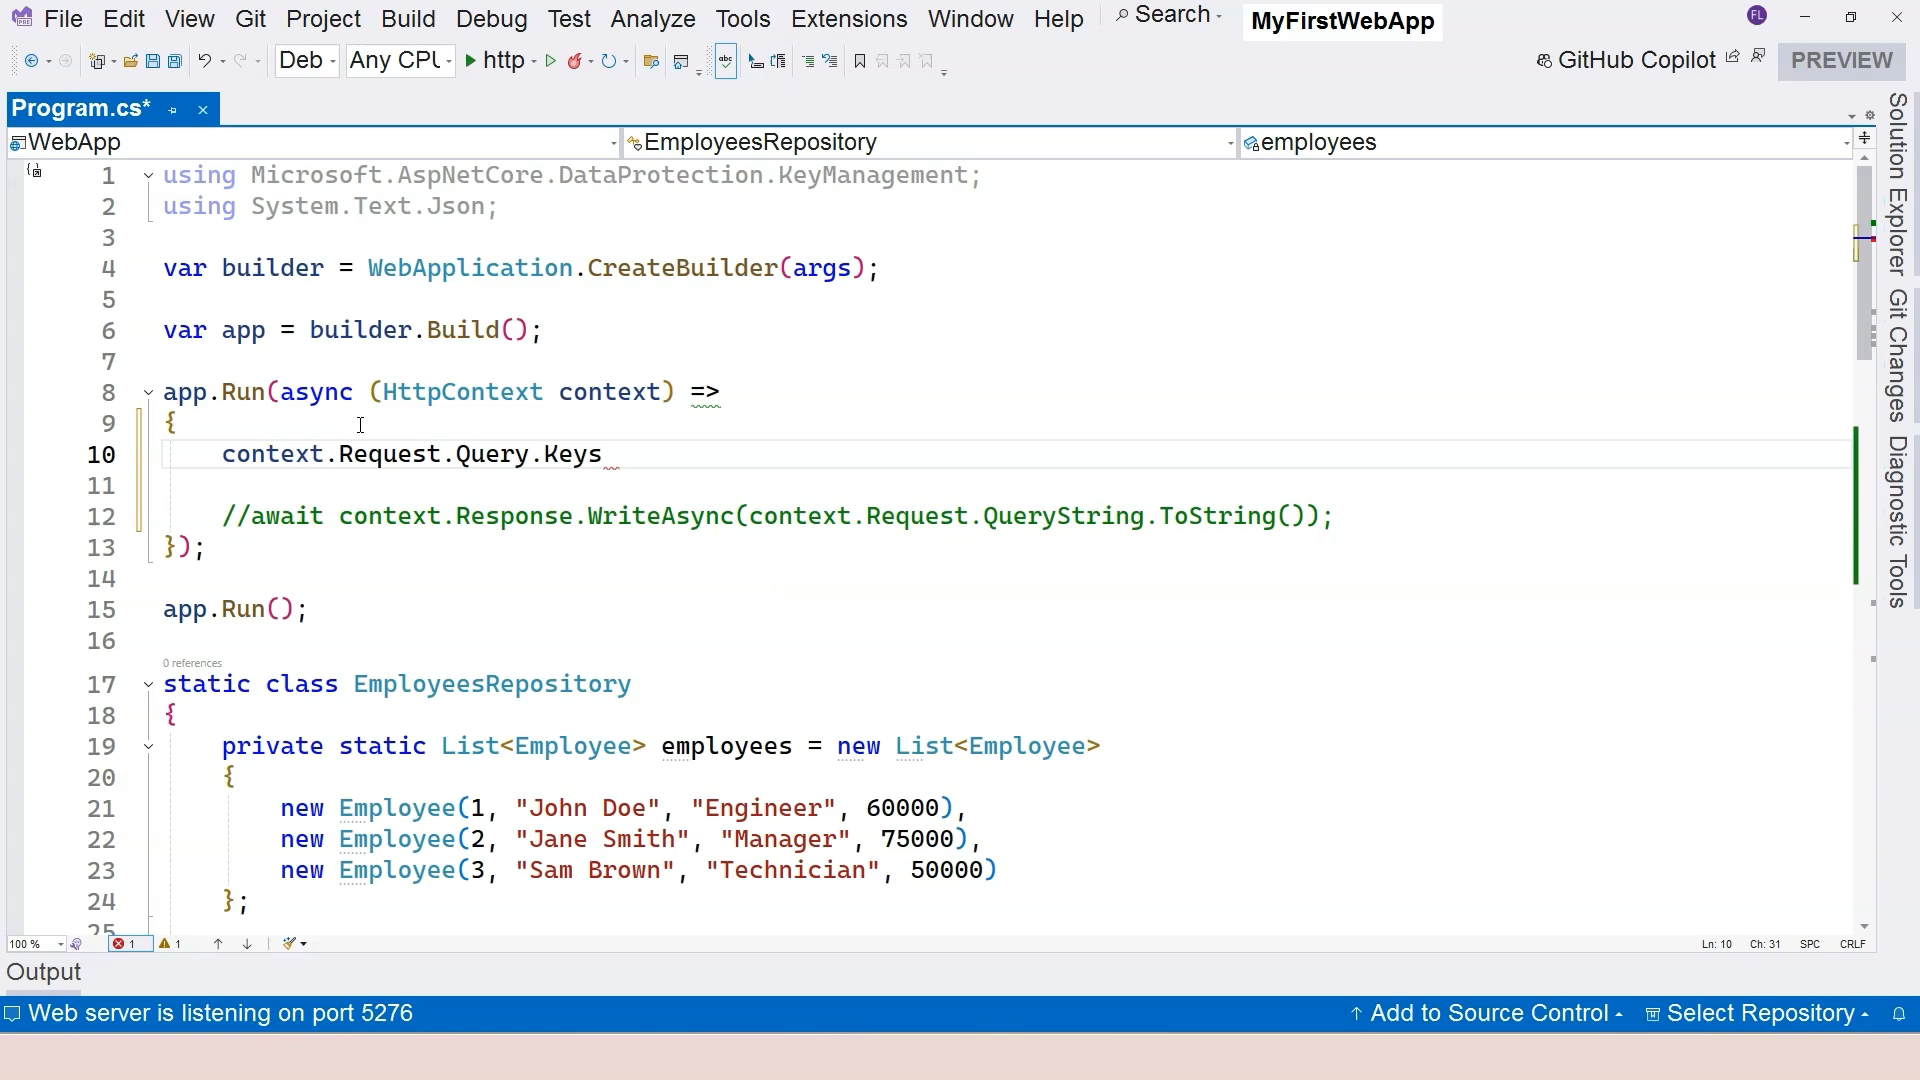 File Edit View Git Project Build Debug Test Analyze Tools Extensions Window Help Search MyFirstWebApp FL
Deb Any CPU http GitHub Copilot PREVIEW
Program.cs*
WebApp EmployeesRepository employees
1 using Microsoft.AspNetCore.DataProtection.KeyManagement;
2 using System.Text.Json;
3
4 var builder = WebApplication.CreateBuilder(args);
5
6 var app = builder.Build();
7
8 app.Run(async (HttpContext context) =>
9 {
10 context.Request.Query.Keys
11
12 //await context.Response.WriteAsync(context.Request.QueryString.ToString());
13 });
14
15 app.Run();
16
0 references
17 static class EmployeesRepository
18 {
19 private static List<Employee> employees = new List<Employee>
20 {
21 new Employee(1, "John Doe", "Engineer", 60000),
22 new Employee(2, "Jane Smith", "Manager", 75000),
23 new Employee(3, "Sam Brown", "Technician", 50000)
24 };
25
100 % 1 1 Ln: 10 Ch: 31 SPC CRLF
Output
Web server is listening on port 5276 Add to Source Control Select Repository
Solution Explorer
Git Changes
Diagnostic Tools